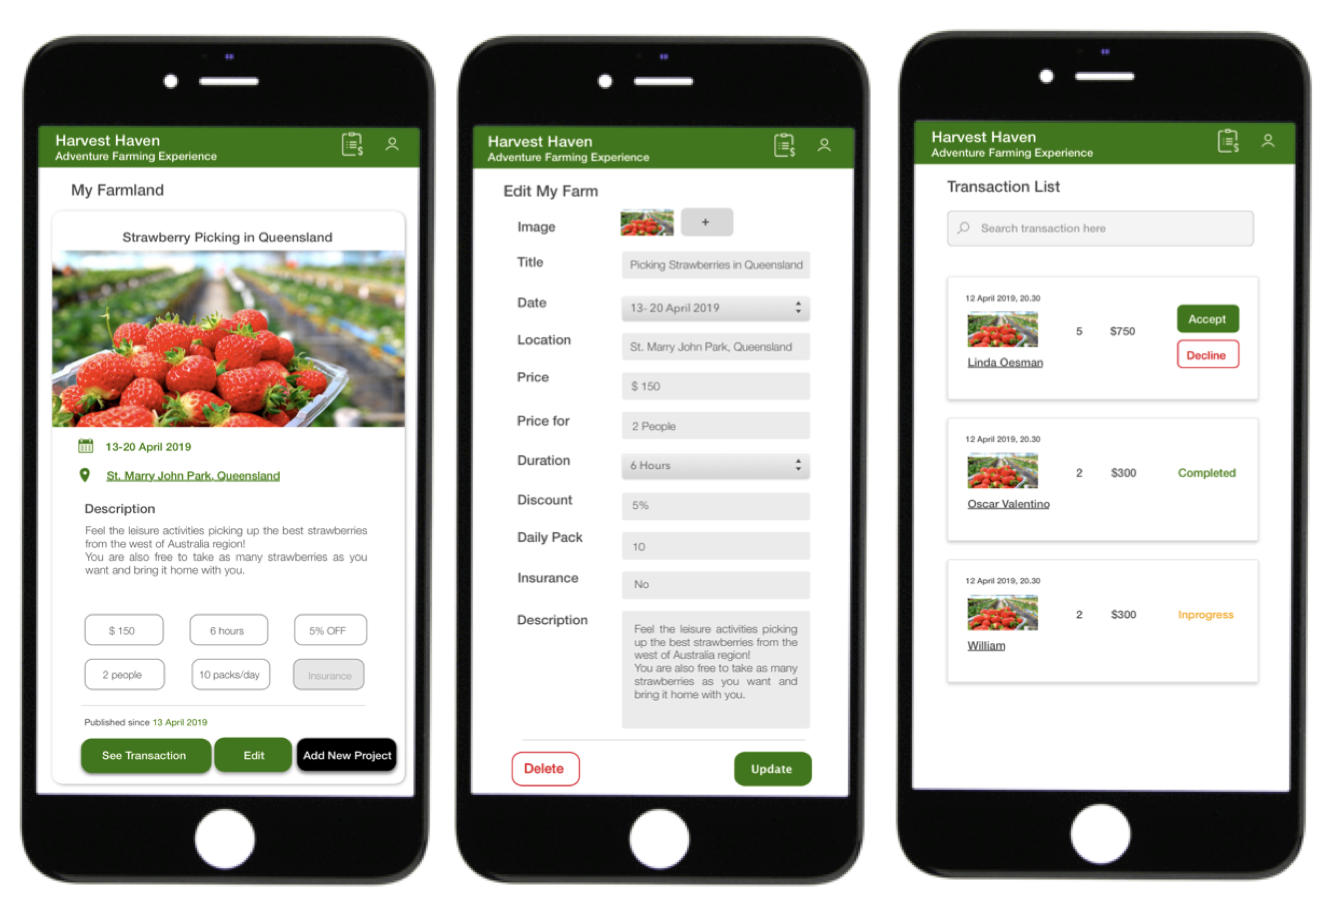 Harvest Haven
Adventure Farming Experience
$
My Farmland
Strawberry Picking in Queensland
13-20 April 2019
St. Marry John Park, Queensland
Description
Feel the leisure activities picking up the best strawberries
from the west of Australia region!
You are also free to take as many strawberries as you
want and bring it home with you.
$ 150
6 hours
5% OFF
2 people
10 packs/day
Insurance
Published since 13 April 2019
See Transaction
Edit
Add New Project
Harvest Haven
Adventure Farming Experience
$
Edit My Farm
Image
+
Title
Picking Strawberries in Queensland
Date
13- 20 April 2019
Location
St. Marry John Park, Queensland
Price
$ 150
Price for
2 People
Duration
6 Hours
Discount
5%
Daily Pack
10
Insurance
No
Description
Feel the leisure activities picking
up the best strawberries from the
west of Australia region!
You are also free to take as many
strawberries as you want and
bring it home with you.
Delete
Update
Harvest Haven
Adventure Farming Experience
$
Transaction List
Search transaction here
12 April 2019, 20.30
5
$750
Accept
Decline
Linda Oesman
12 April 2019, 20.30
2
$300
Completed
Oscar Valentino
12 April 2019, 20.30
2
$300
Inprogress
William